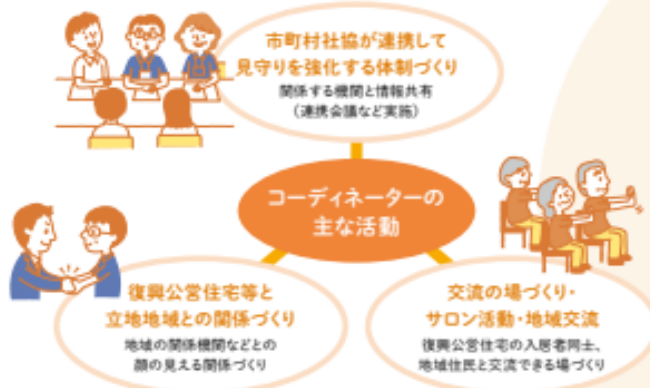 市町村社協が連携して
見守りを強化する体制づくり
関係する機関と情報共有
（連携会議など実施）
コーディネーターの
主な活動
復興公営住宅等と
立地地域との関係づくり
地域の関係機関などとの
顔の見える関係づくり
交流の場づくり・
サロン活動・地域交流
復興公営住宅の入居者同士、
地域住民と交流できる場づくり